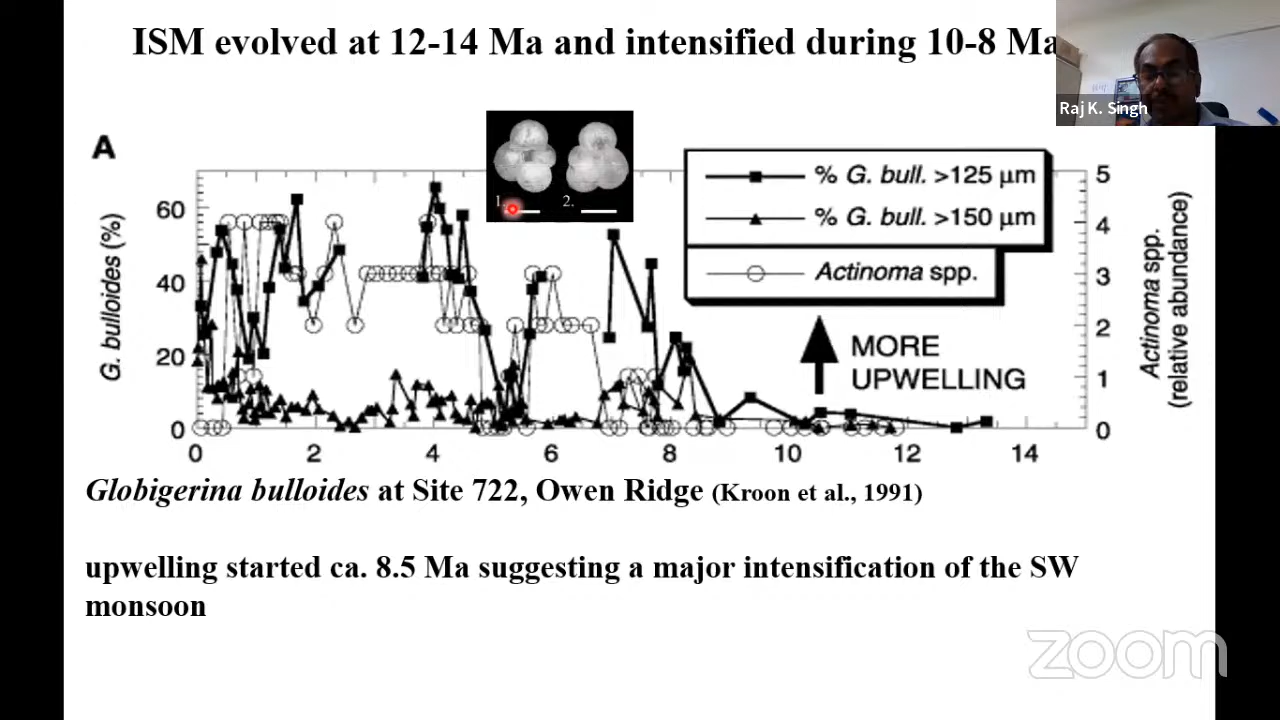 ISM evolved at 12-14 Ma and intensified during 10-8 Ma
Raj K. Singh
A
1.
2.
% G. bull. >125 μm
% G. bull. >150 μm
Actinoma spp.
MORE
UPWELLING
G. bulloides (%)
60
40
20
0
5
4
3
2
1
0
Actinoma spp.
(relative abundance)
0 2 4 6 8 10 12 14
Globigerina bulloides at Site 722, Owen Ridge (Kroon et al., 1991)
upwelling started ca. 8.5 Ma suggesting a major intensification of the SW
monsoon
zoom